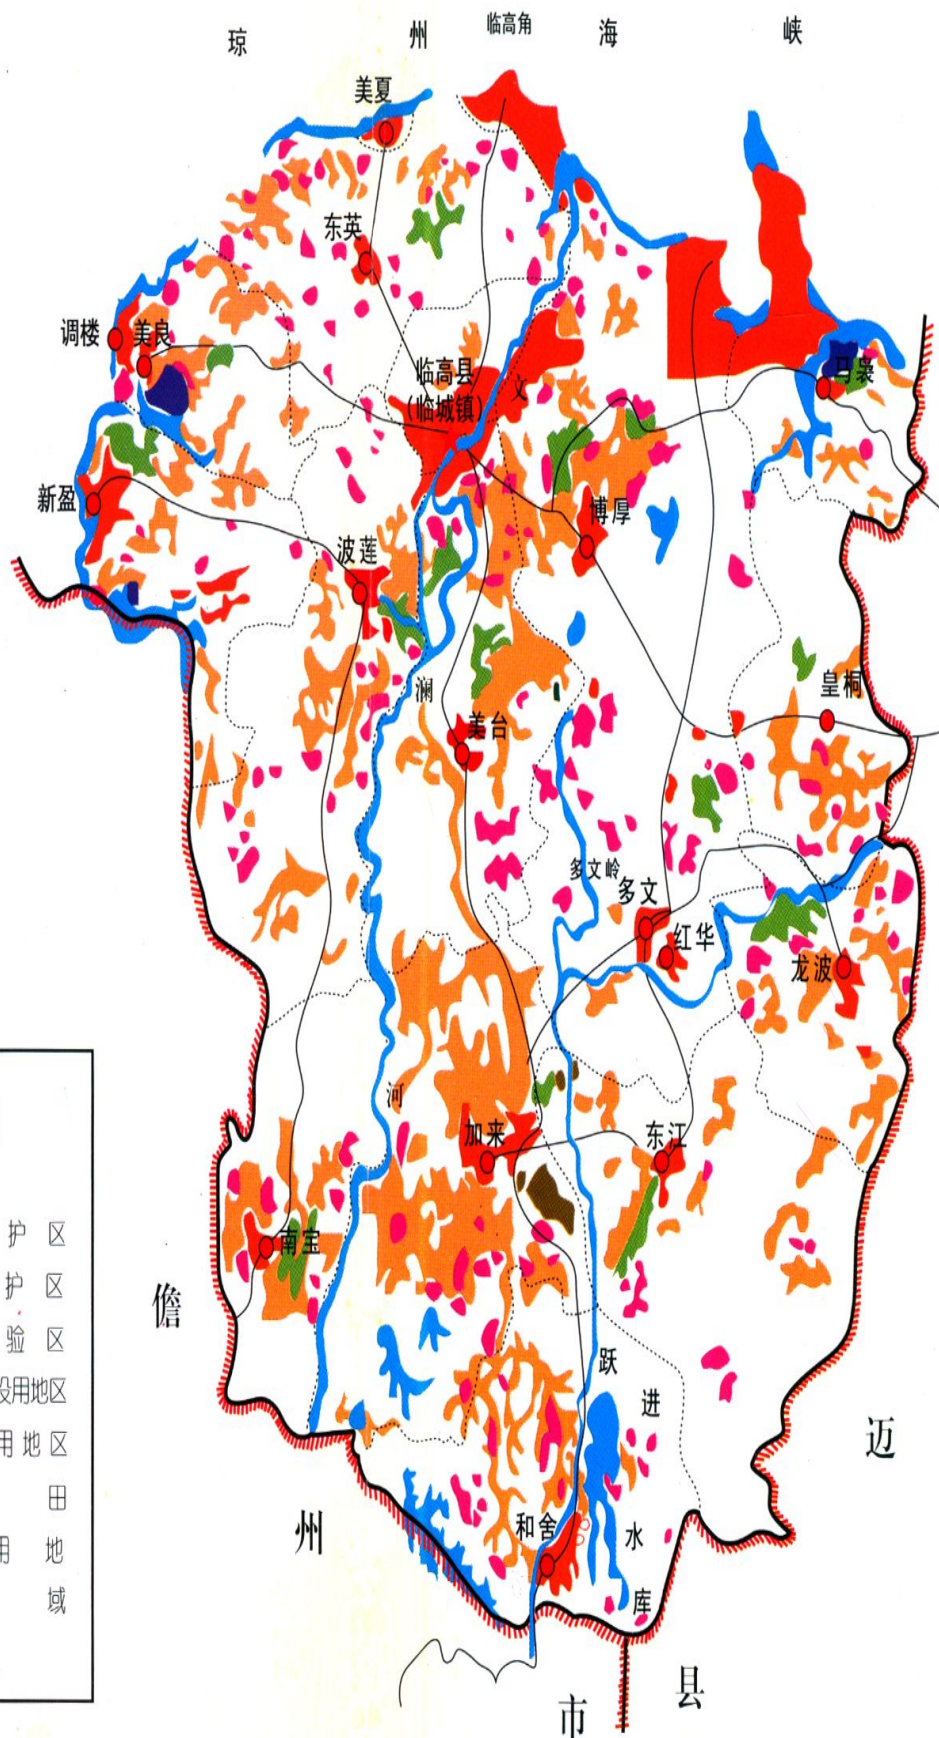 琼州海峡
临高角
美夏
东英
调楼
美良
临高县
(临城镇)
文
马袅
新盈
博厚
波莲
澜
皇桐
美台
多文岭
多文
红华
龙波
河
加来
东江
南宝
护区
护区
验区
设用地区
用地区
田
用地
域
儋
州
市
跃
进
水
库
和舍
迈
县